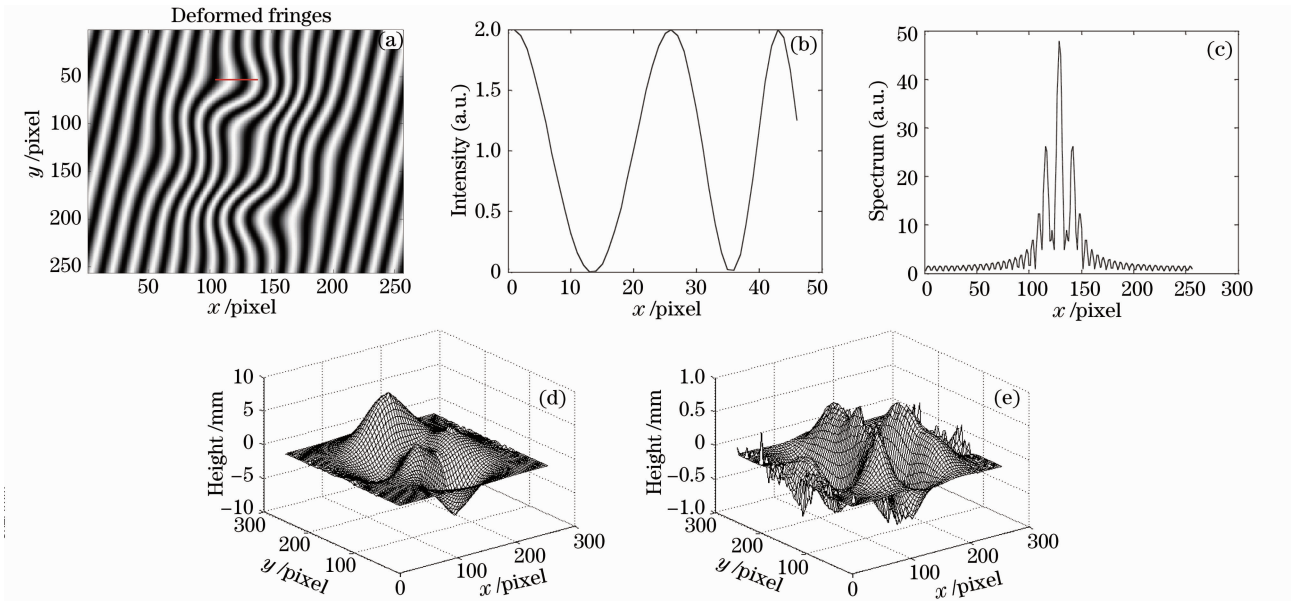 Deformed fringes
(a)
50
100
150
200
250
y /pixel
50 100 150 200 250
x /pixel
(b)
2.0
1.5
1.0
0.5
0
Intensity (a.u.)
0 10 20 30 40 50
x /pixel
(c)
50
40
30
20
10
0
Spectrum (a.u.)
0 50 100 150 200 250 300
x /pixel
(d)
10
5
0
−5
−10
Height /mm
300
200
100
0
y /pixel
100
200
300
x /pixel
(e)
1.0
0.5
0
−0.5
−1.0
Height /mm
300
200
100
0
y /pixel
100
200
300
x /pixel